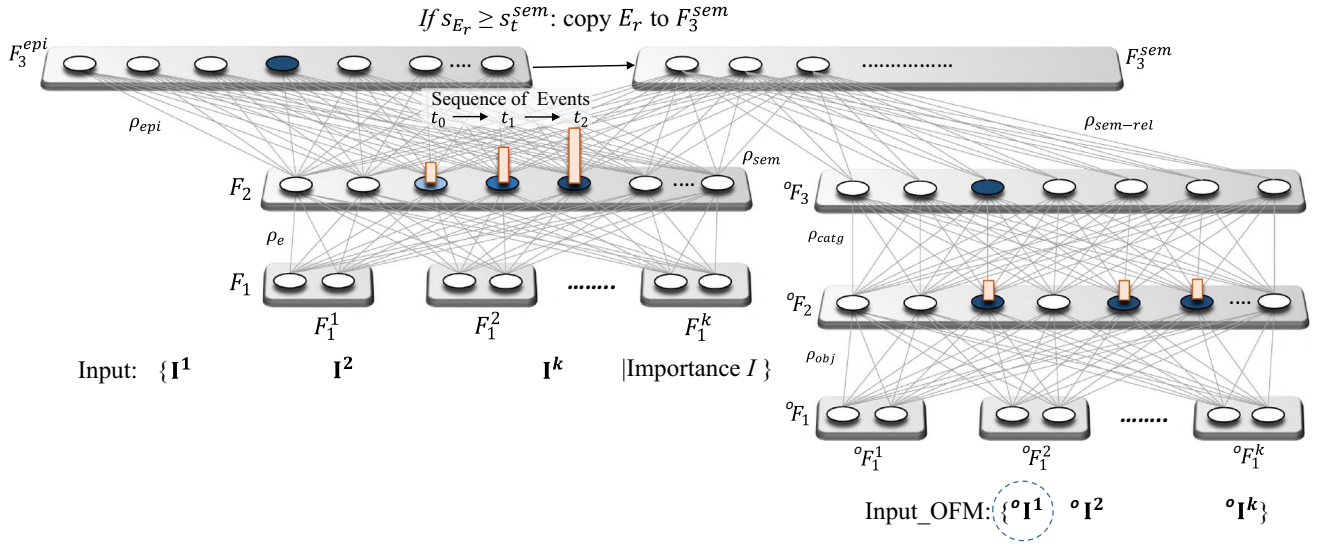 If s_{E_r} ≥ s_t^{sem}: copy E_r to F_3^{sem}
F_3^{epi}
.... 
................
F_3^{sem}
Sequence of Events
t_0 t_1 t_2
ρ_{epi}
ρ_{sem-rel}
ρ_{sem}
F_2
....
^oF_3
ρ_e
ρ_{catg}
F_1
........
^oF_2
....
F_1^1 F_1^2 F_1^k
ρ_{obj}
Input: {I^1 I^2 I^k |Importance I }
^oF_1
........
^oF_1^1 ^oF_1^2 ^oF_1^k
Input_OFM: {^oI^1 ^oI^2 ^oI^k}